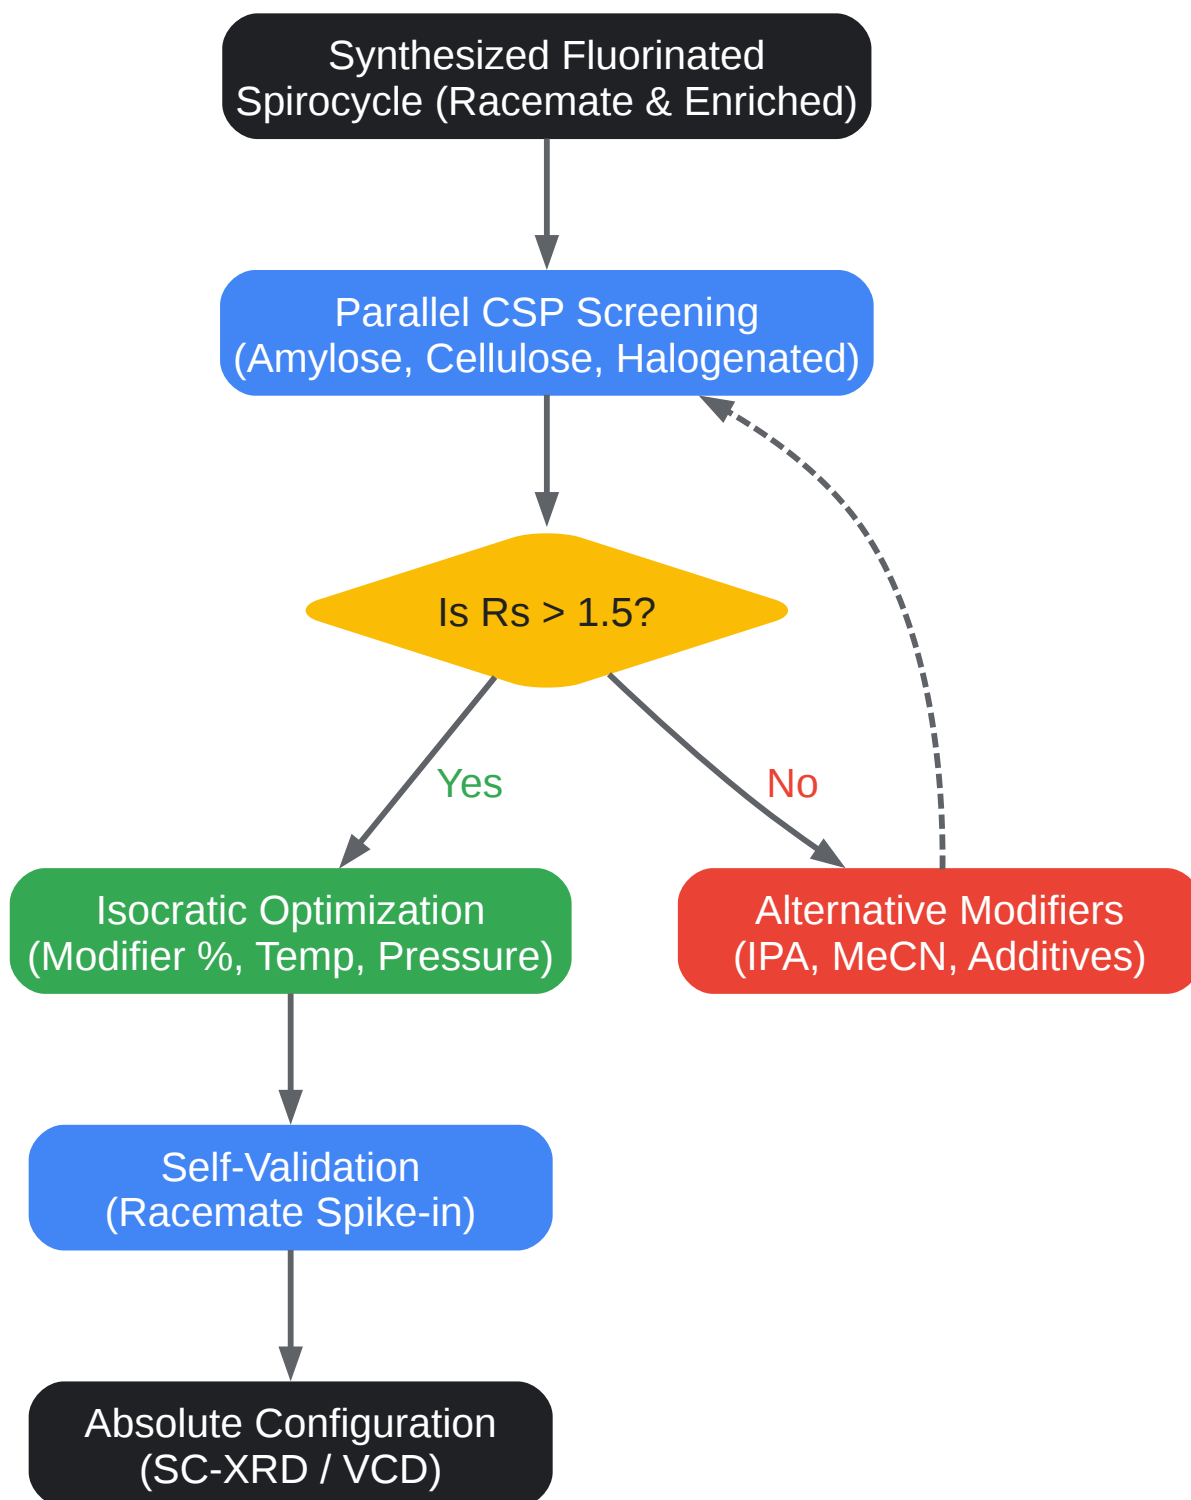 Synthesized Fluorinated
Spirocycle (Racemate & Enriched)
Parallel CSP Screening
(Amylose, Cellulose, Halogenated)
Is Rs > 1.5?
Yes
No
Isocratic Optimization
(Modifier %, Temp, Pressure)
Alternative Modifiers
(IPA, MeCN, Additives)
Self-Validation
(Racemate Spike-in)
Absolute Configuration
(SC-XRD / VCD)